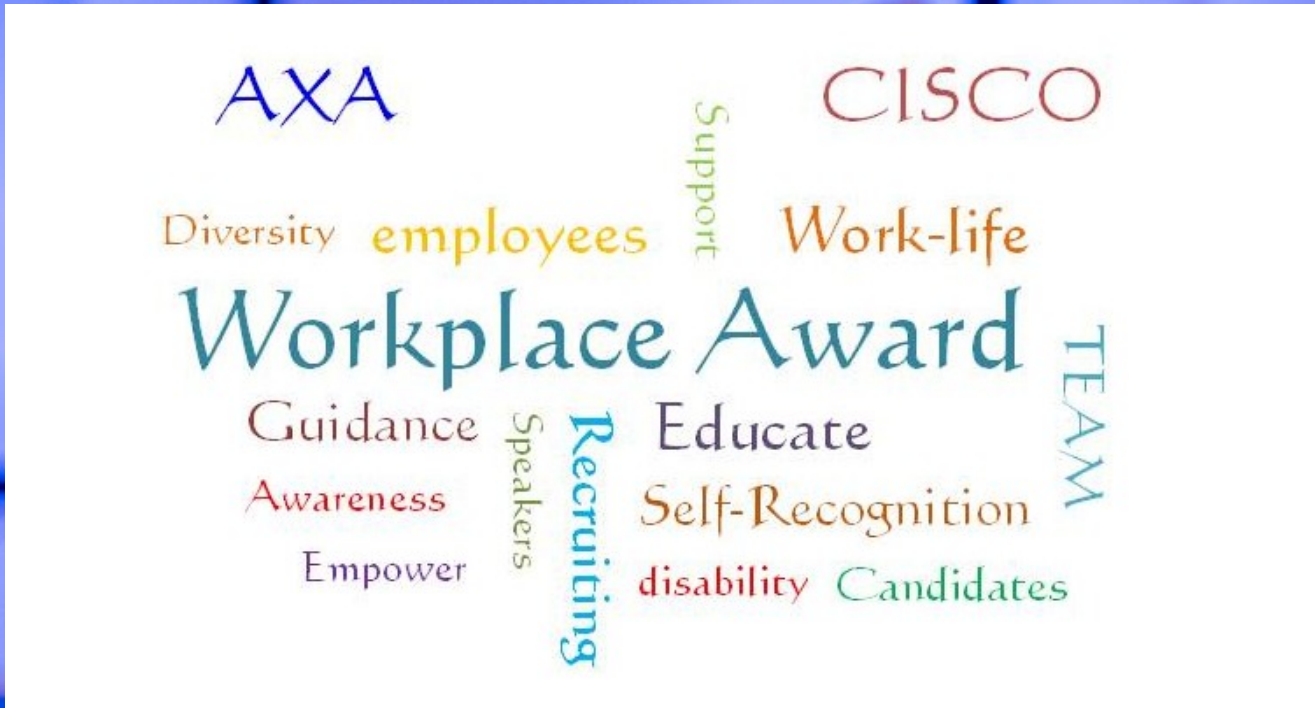 AXA
CISCO
Support
Diversity employees
Work-life
Workplace Award
TEAM
Guidance
Speakers
Recruiting
Educate
Awareness
Self-Recognition
Empower
disability Candidates